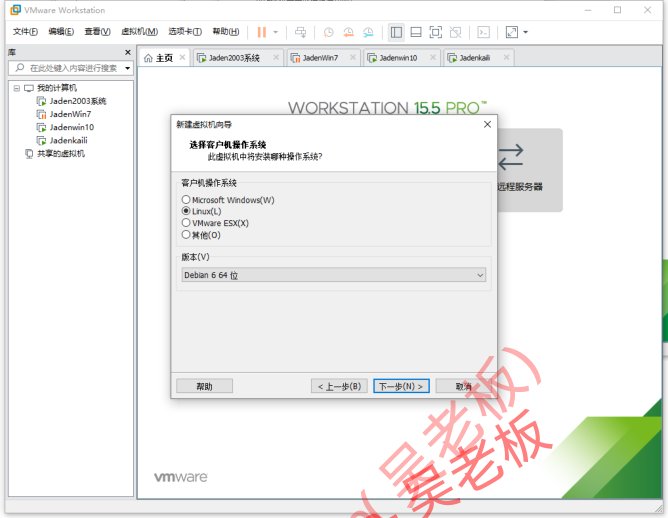 VMware Workstation
文件(F) 编辑(E) 查看(V) 虚拟机(M) 选项卡(T) 帮助(H)
库
主页 Jaden2003系统 JadenWin7 Jadenwin10 Jadenkaili
在此处键入内容进行搜索
我的计算机
Jaden2003系统
JadenWin7
Jadenwin10
Jadenkaili
共享的虚拟机
WORKSTATION 15.5 PRO™
远程服务器
新建虚拟机向导
选择客户机操作系统
此虚拟机中将安装哪种操作系统?
客户机操作系统
Microsoft Windows(W)
Linux(L)
VMware ESX(X)
其他(O)
版本(V)
Debian 6 64 位
帮助 < 上一步(B) 下一步(N) > 取消
vmware
(吴老板)
吴老板